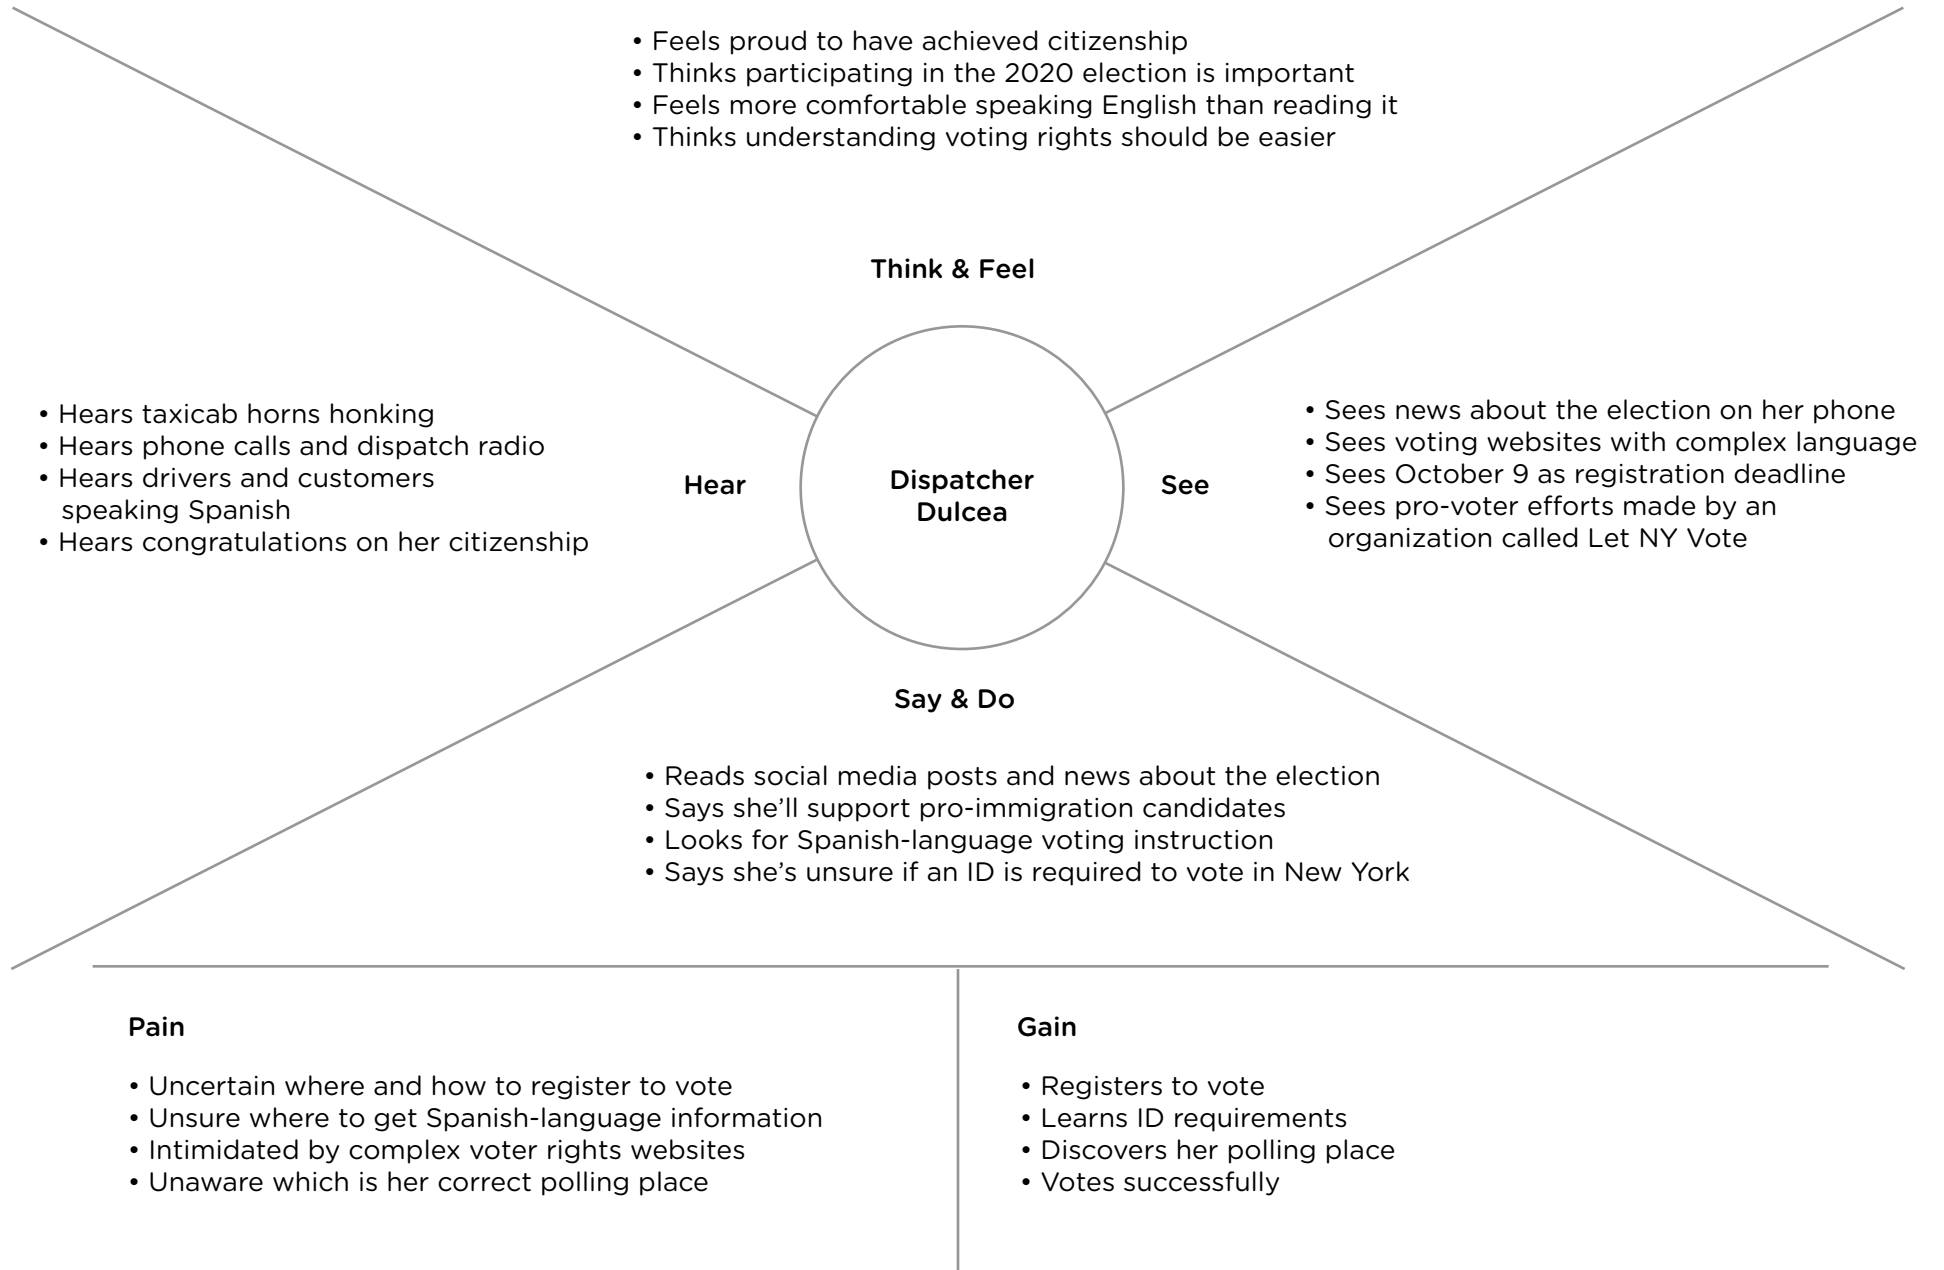 • Feels proud to have achieved citizenship
• Thinks participating in the 2020 election is important
• Feels more comfortable speaking English than reading it
• Thinks understanding voting rights should be easier
Think & Feel
• Hears taxicab horns honking
• Hears phone calls and dispatch radio
• Hears drivers and customers
speaking Spanish
• Hears congratulations on her citizenship
Hear
Dispatcher
Dulcea
See
• Sees news about the election on her phone
• Sees voting websites with complex language
• Sees October 9 as registration deadline
• Sees pro-voter efforts made by an
organization called Let NY Vote
Say & Do
• Reads social media posts and news about the election
• Says she’ll support pro-immigration candidates
• Looks for Spanish-language voting instruction
• Says she’s unsure if an ID is required to vote in New York
Pain
• Uncertain where and how to register to vote
• Unsure where to get Spanish-language information
• Intimidated by complex voter rights websites
• Unaware which is her correct polling place
Gain
• Registers to vote
• Learns ID requirements
• Discovers her polling place
• Votes successfully